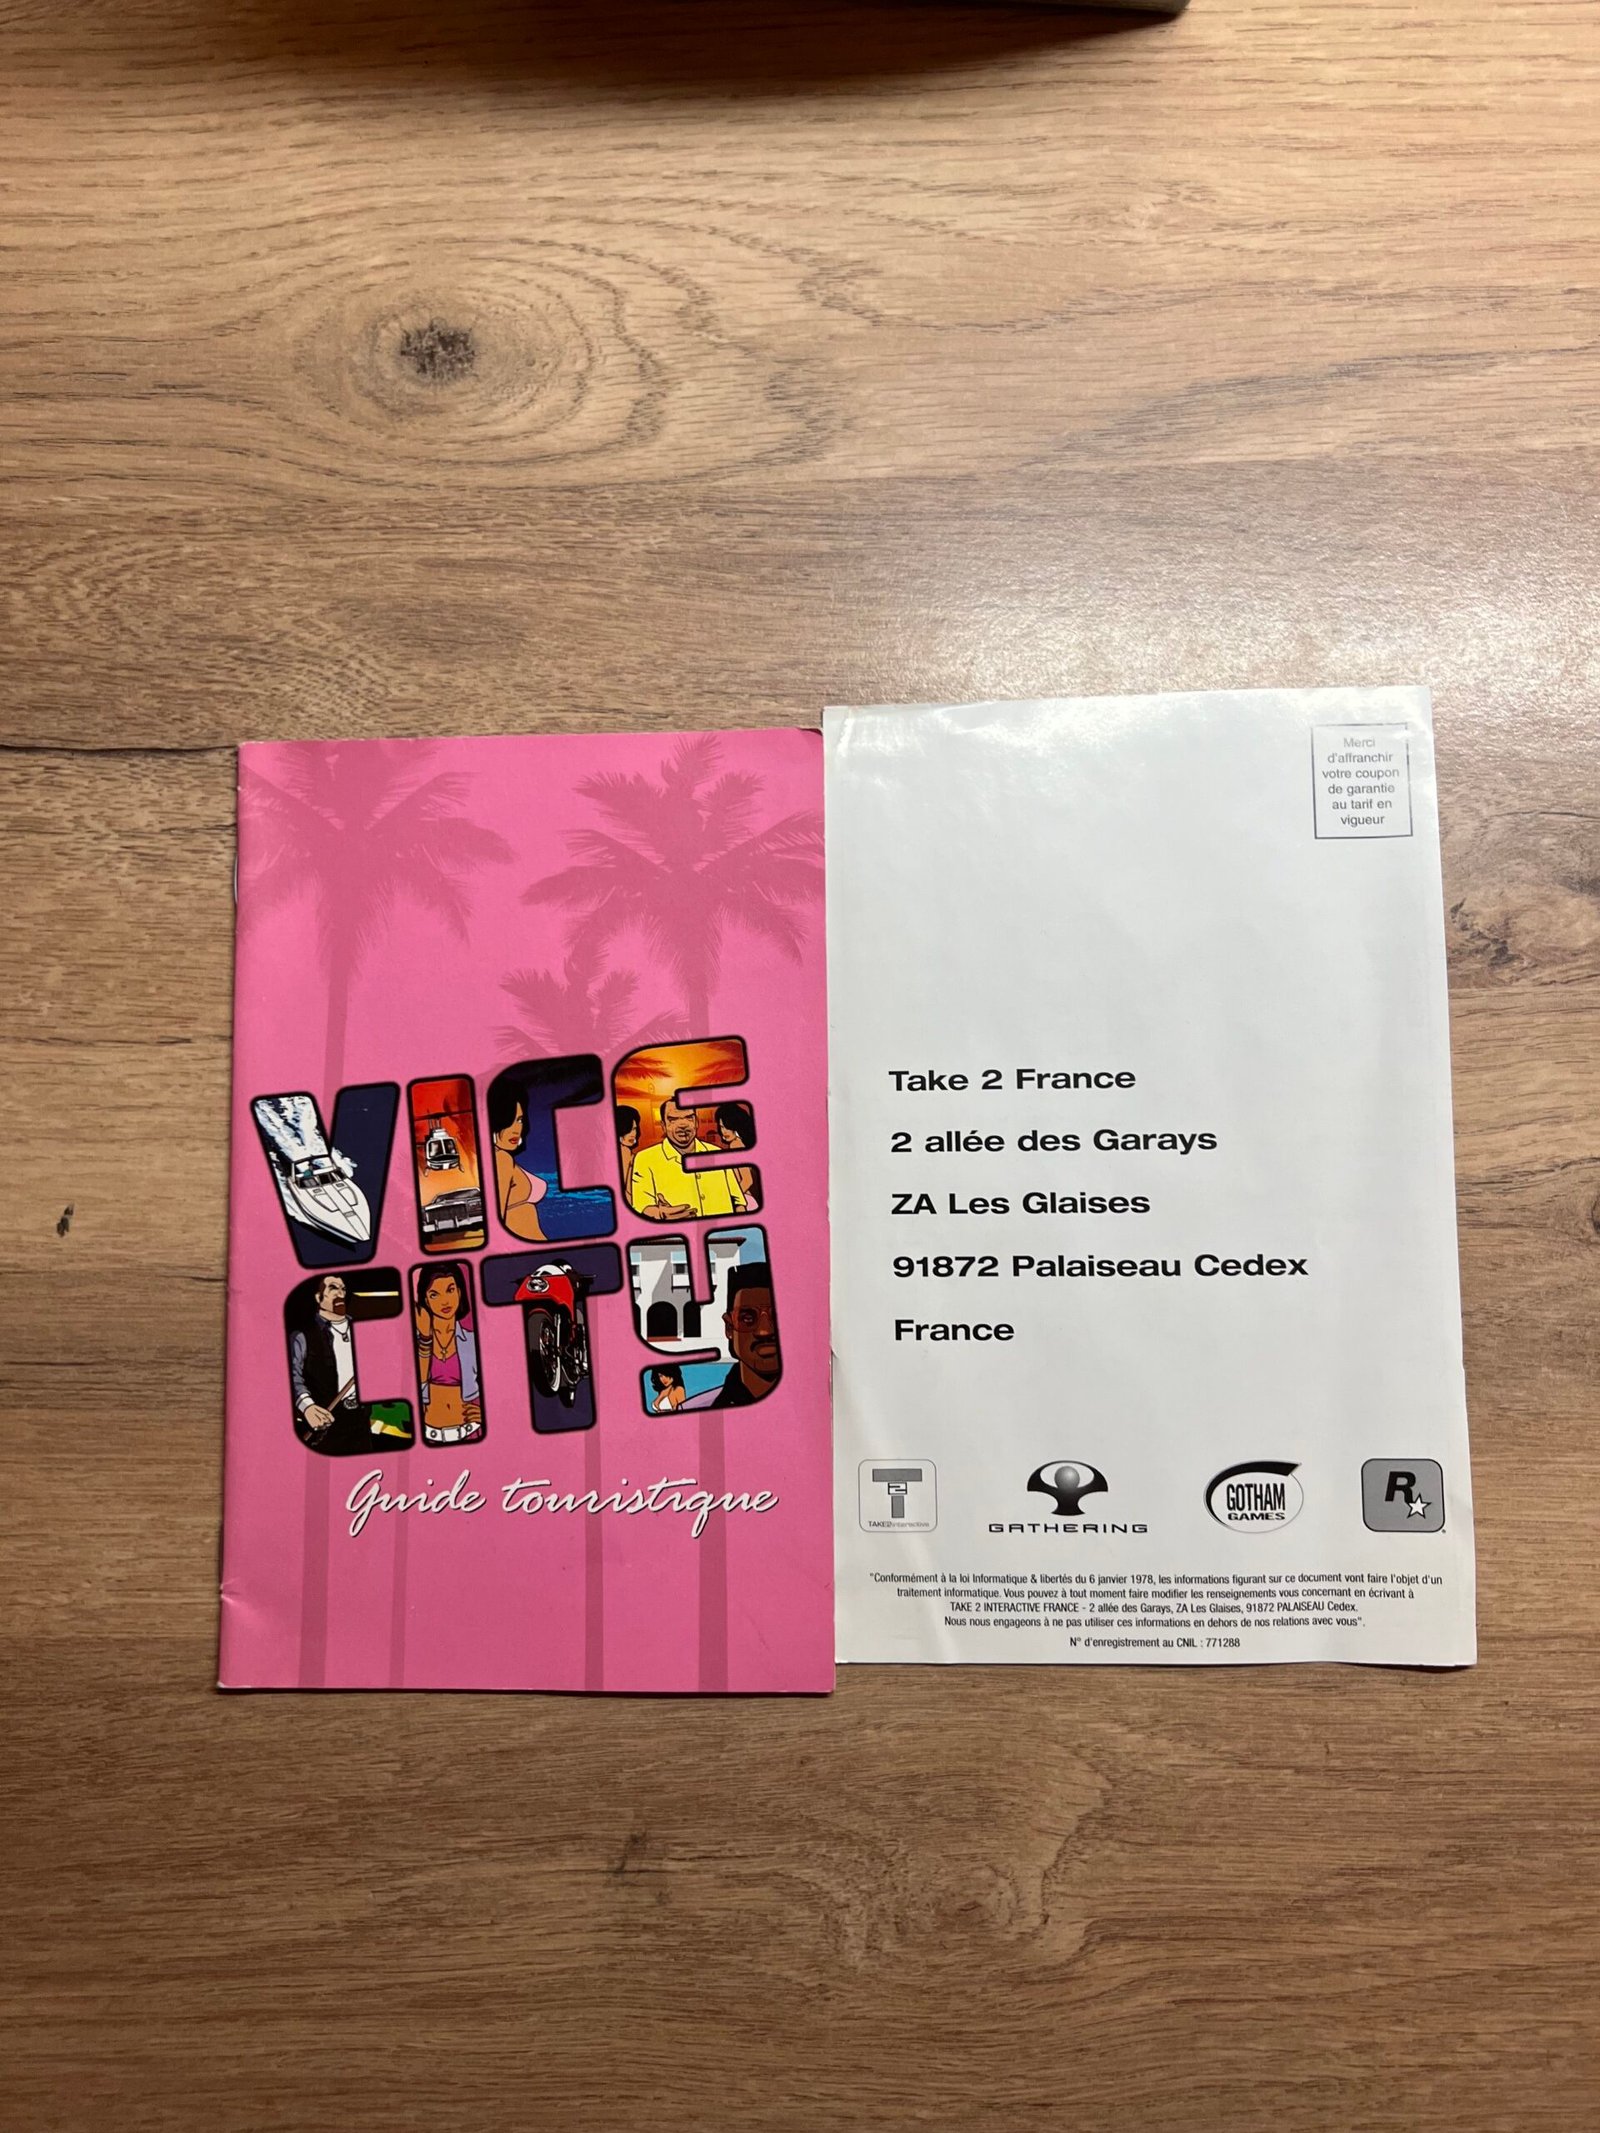 VICE
CITY
Guide touristique
Merci
d'affranchir
votre coupon
de garantie
au tarif en
vigueur
Take 2 France
2 allée des Garays
ZA Les Glaises
91872 Palaiseau Cedex
France
T
2
TAKE2Interactive
GATHERING
GOTHAM
GAMES
R
"Conformément à la loi Informatique & libertés du 6 janvier 1978, les informations figurant sur ce document vont faire l'objet d'un
traitement informatique. Vous pouvez à tout moment faire modifier les renseignements vous concernant en écrivant à
TAKE 2 INTERACTIVE FRANCE - 2 allée des Garays, ZA Les Glaises, 91872 PALAISEAU Cedex.
Nous nous engageons à ne pas utiliser ces informations en dehors de nos relations avec vous".
N° d'enregistrement au CNIL : 771288